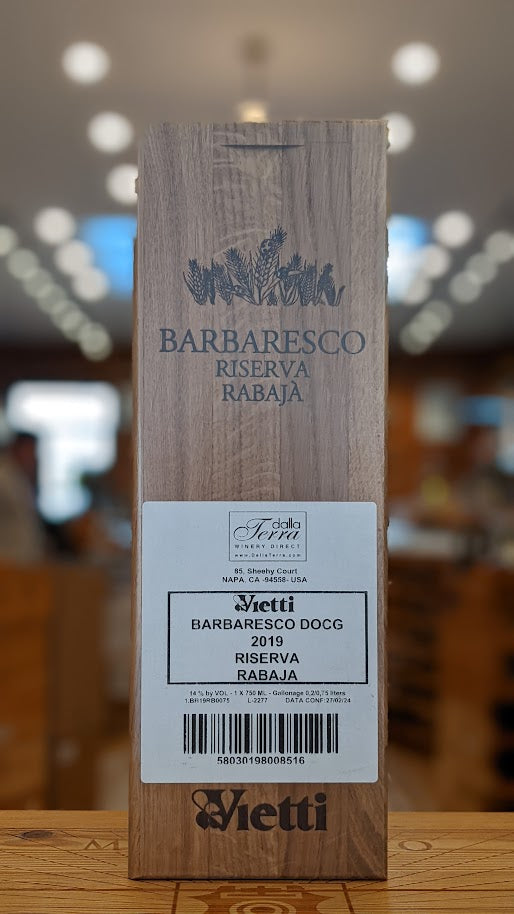 BARBARESCO
RISERVA
RABAJÀ
dalla
Terra
WINERY DIRECT
www.DallaTerra.com
85, Sheehy Court
NAPA, CA -94558- USA
Vietti
BARBARESCO DOCG
2019
RISERVA
RABAJA
14 % by VOL - 1 X 750 ML - Gallonage 0,2/0,75 liters
1.BR19RB0075 L-2277 DATA CONF:27/02/24
58030198008516
Vietti